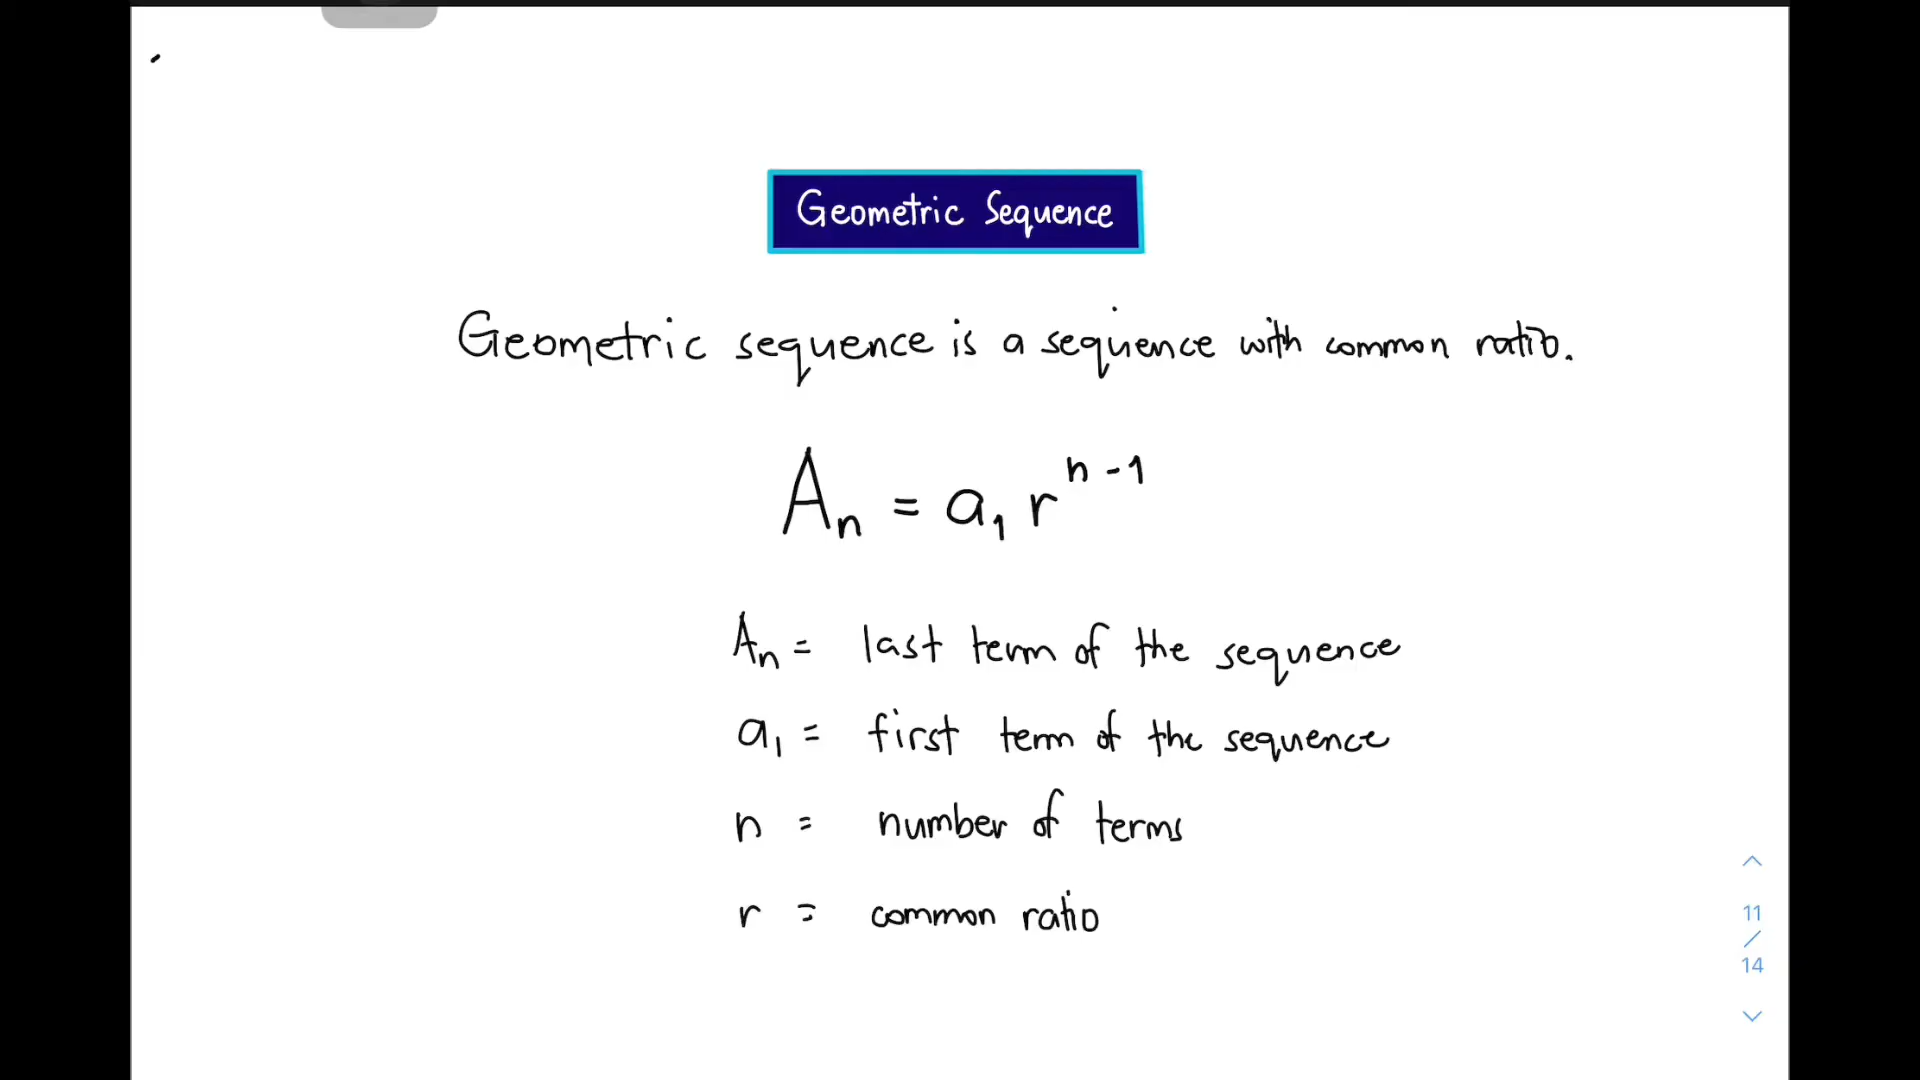 Geometric Sequence
Geometric sequence is a sequence with common ratio.
Aₙ = a₁ rⁿ⁻¹
Aₙ = last term of the sequence
a₁ = first term of the sequence
n = number of terms
r = common ratio
11
/
14